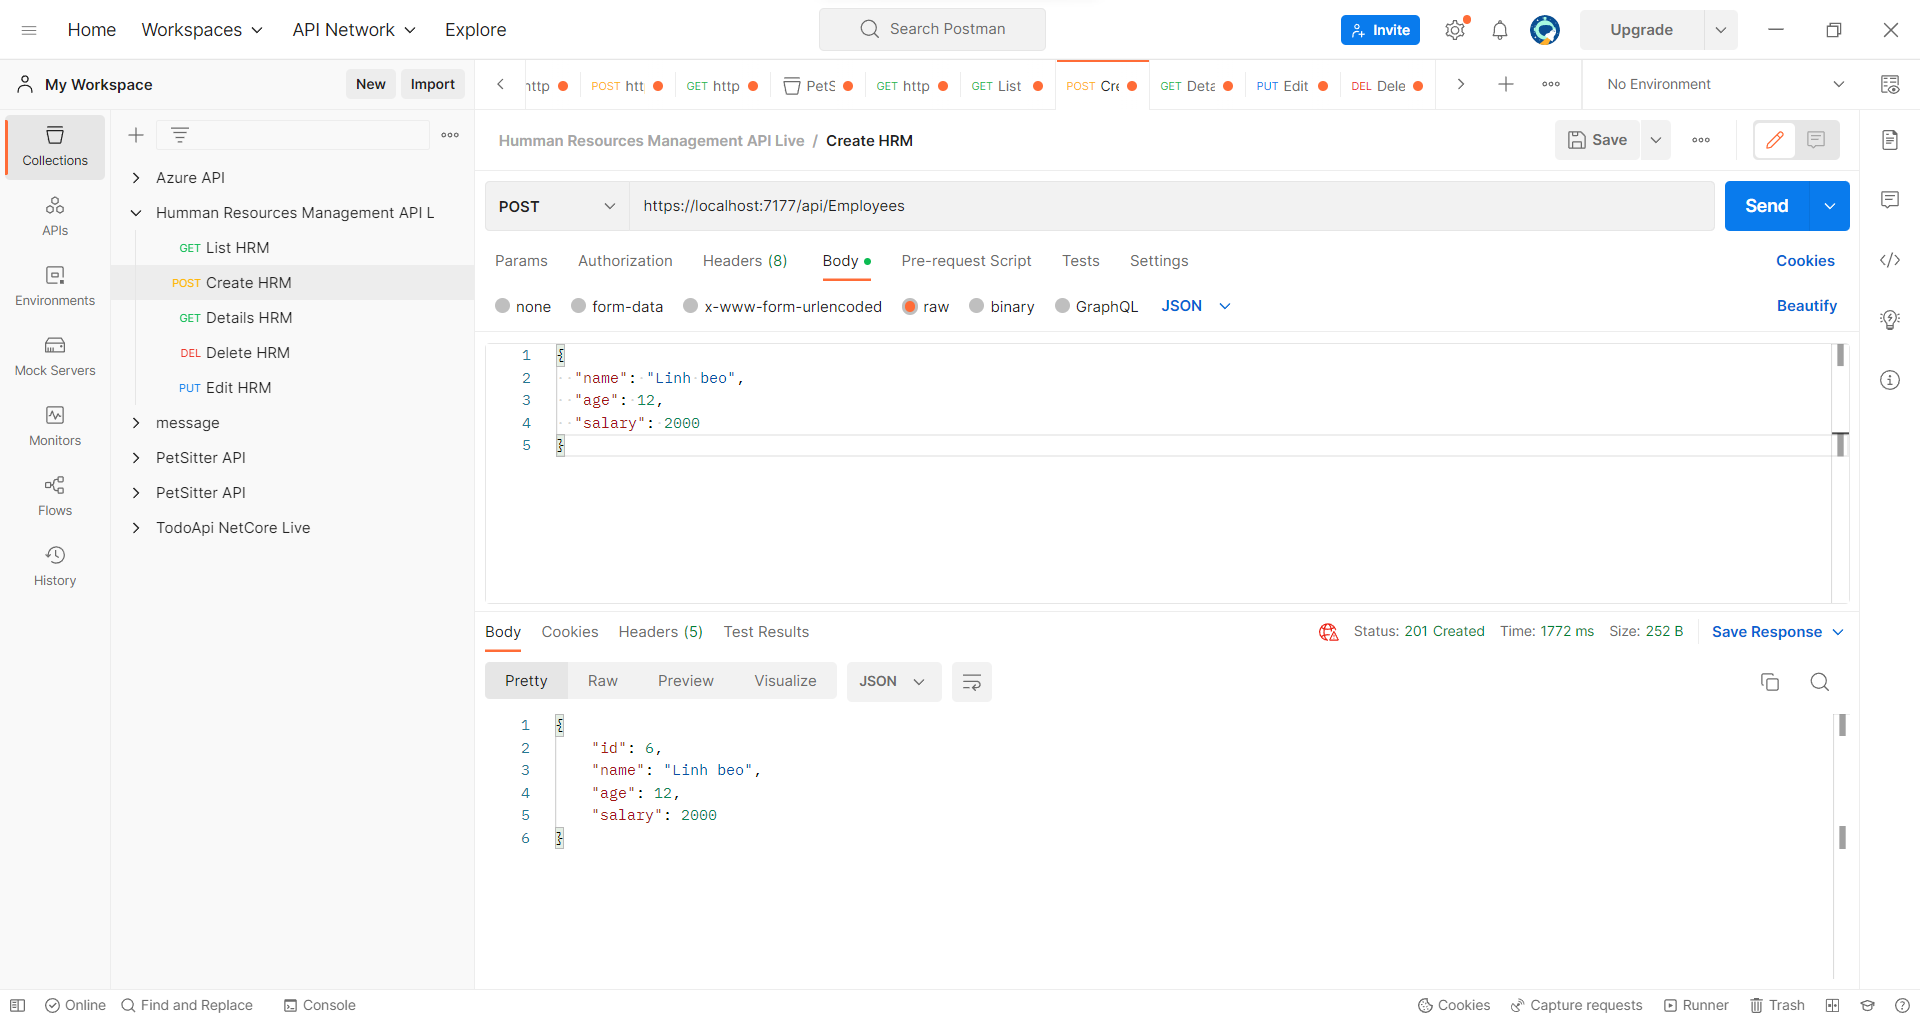 Home Workspaces API Network Explore Search Postman Invite Upgrade
My Workspace New Import
http POST htt GET http PetS GET http GET List POST Cre GET Deta PUT Edit DEL Dele No Environment
Collections
APIs
Environments
Mock Servers
Monitors
Flows
History
Azure API
Humman Resources Management API L
GET List HRM
POST Create HRM
GET Details HRM
DEL Delete HRM
PUT Edit HRM
message
PetSitter API
PetSitter API
TodoApi NetCore Live
Humman Resources Management API Live / Create HRM Save
POST https://localhost:7177/api/Employees Send
Params Authorization Headers (8) Body Pre-request Script Tests Settings Cookies
none form-data x-www-form-urlencoded raw binary GraphQL JSON Beautify
1 {
2 "name": "Linh beo",
3 "age": 12,
4 "salary": 2000
5 }
Body Cookies Headers (5) Test Results Status: 201 Created Time: 1772 ms Size: 252 B Save Response
Pretty Raw Preview Visualize JSON
1 {
2 "id": 6,
3 "name": "Linh beo",
4 "age": 12,
5 "salary": 2000
6 }
Online Find and Replace Console Cookies Capture requests Runner Trash